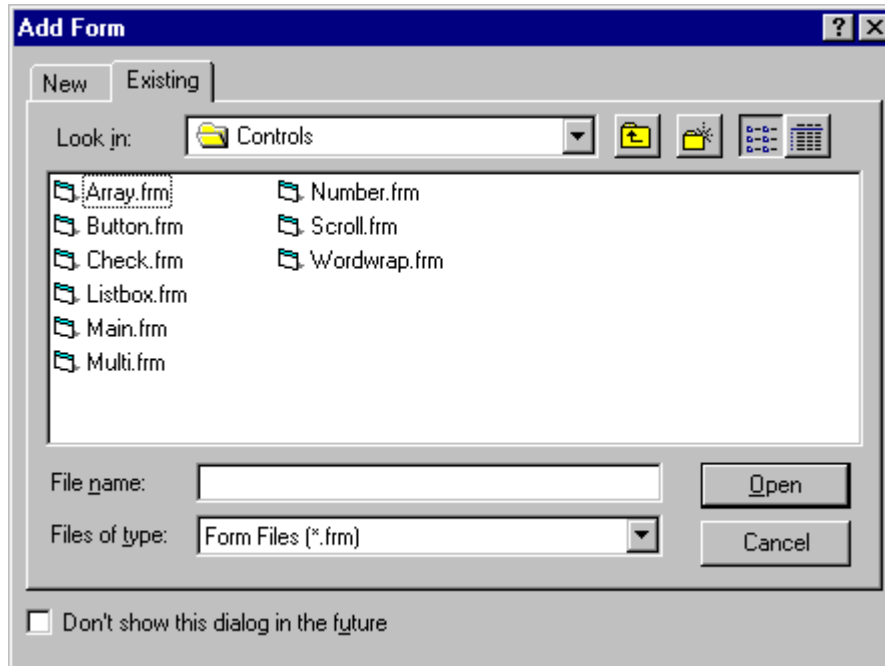 Add Form
New Existing
Look in: Controls
Array.frm Number.frm
Button.frm Scroll.frm
Check.frm Wordwrap.frm
Listbox.frm
Main.frm
Multi.frm
File name: Open
Files of type: Form Files (*.frm) Cancel
Don't show this dialog in the future